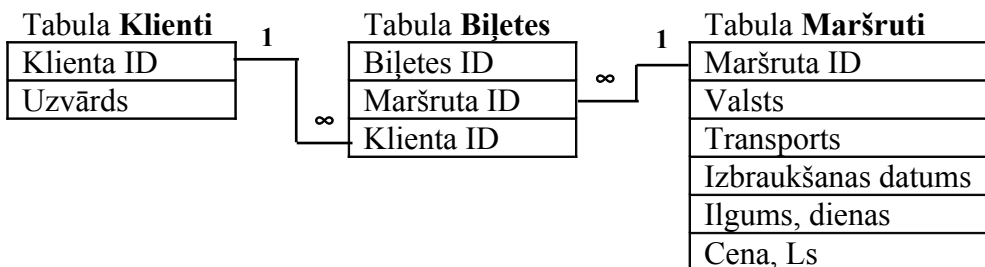 Tabula Klienti
Klienta ID
Uzvārds
1
∞
Tabula Biļetes
Biļetes ID
Maršruta ID
Klienta ID
∞
1
Tabula Maršruti
Maršruta ID
Valsts
Transports
Izbraukšanas datums
Ilgums, dienas
Cena, Ls